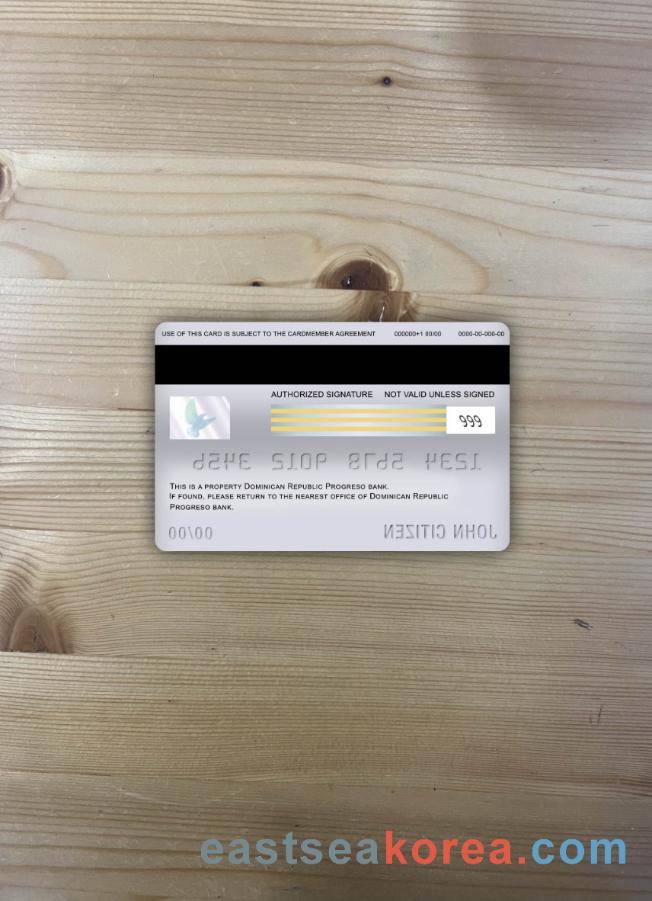 USE OF THIS CARD IS SUBJECT TO THE CARDMEMBER AGREEMENT 000000+1 00/00 0000-00-000-00
AUTHORIZED SIGNATURE NOT VALID UNLESS SIGNED
999
1234 5678 9012 3456
THIS IS A PROPERTY DOMINICAN REPUBLIC PROGRESO BANK.
IF FOUND, PLEASE RETURN TO THE NEAREST OFFICE OF DOMINICAN REPUBLIC
PROGRESO BANK.
00/00 JOHN CITIZEN
eastseakorea.com